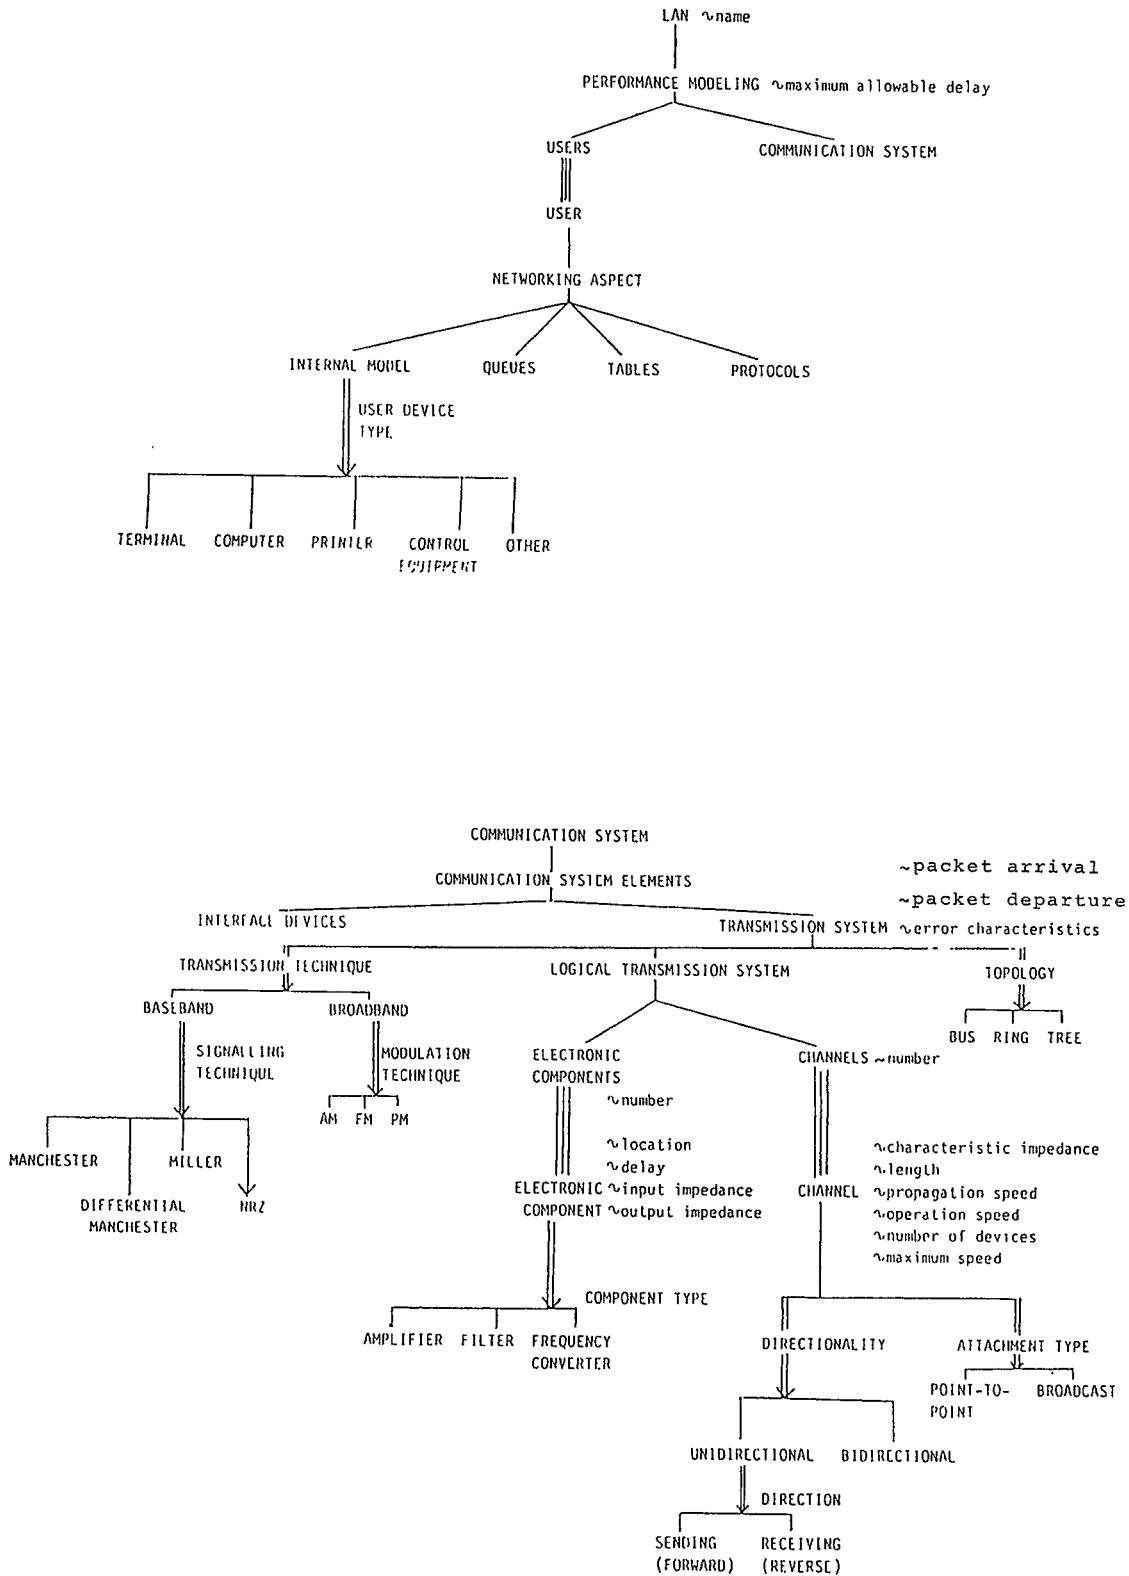 LAN ~name
PERFORMANCE MODELING ~maximum allowable delay
USERS
COMMUNICATION SYSTEM
USER
NETWORKING ASPECT
INTERNAL MODEL
QUEUES
TABLES
PROTOCOLS
USER DEVICE
TYPE
TERMINAL
COMPUTER
PRINTER
CONTROL
EQUIPMENT
OTHER
COMMUNICATION SYSTEM
COMMUNICATION SYSTEM ELEMENTS
~packet arrival
~packet departure
INTERFACE DEVICES
TRANSMISSION SYSTEM ~error characteristics
TRANSMISSION TECHNIQUE
LOGICAL TRANSMISSION SYSTEM
TOPOLOGY
BASEBAND
BROADBAND
BUS RING TREE
SIGNALLING
TECHNIQUE
MODULATION
TECHNIQUE
AM FM PM
ELECTRONIC
COMPONENTS
~number
CHANNELS ~number
MANCHESTER
MILLER
DIFFERENTIAL
MANCHESTER
NRZ
~location
~delay
ELECTRONIC ~input impedance
COMPONENT ~output impedance
~characteristic impedance
~length
CHANNEL ~propagation speed
~operation speed
~number of devices
~maximum speed
COMPONENT TYPE
AMPLIFIER
FILTER
FREQUENCY
CONVERTER
DIRECTIONALITY
ATTACHMENT TYPE
POINT-TO-
POINT
BROADCAST
UNIDIRECTIONAL
BIDIRECTIONAL
DIRECTION
SENDING
(FORWARD)
RECEIVING
(REVERSE)